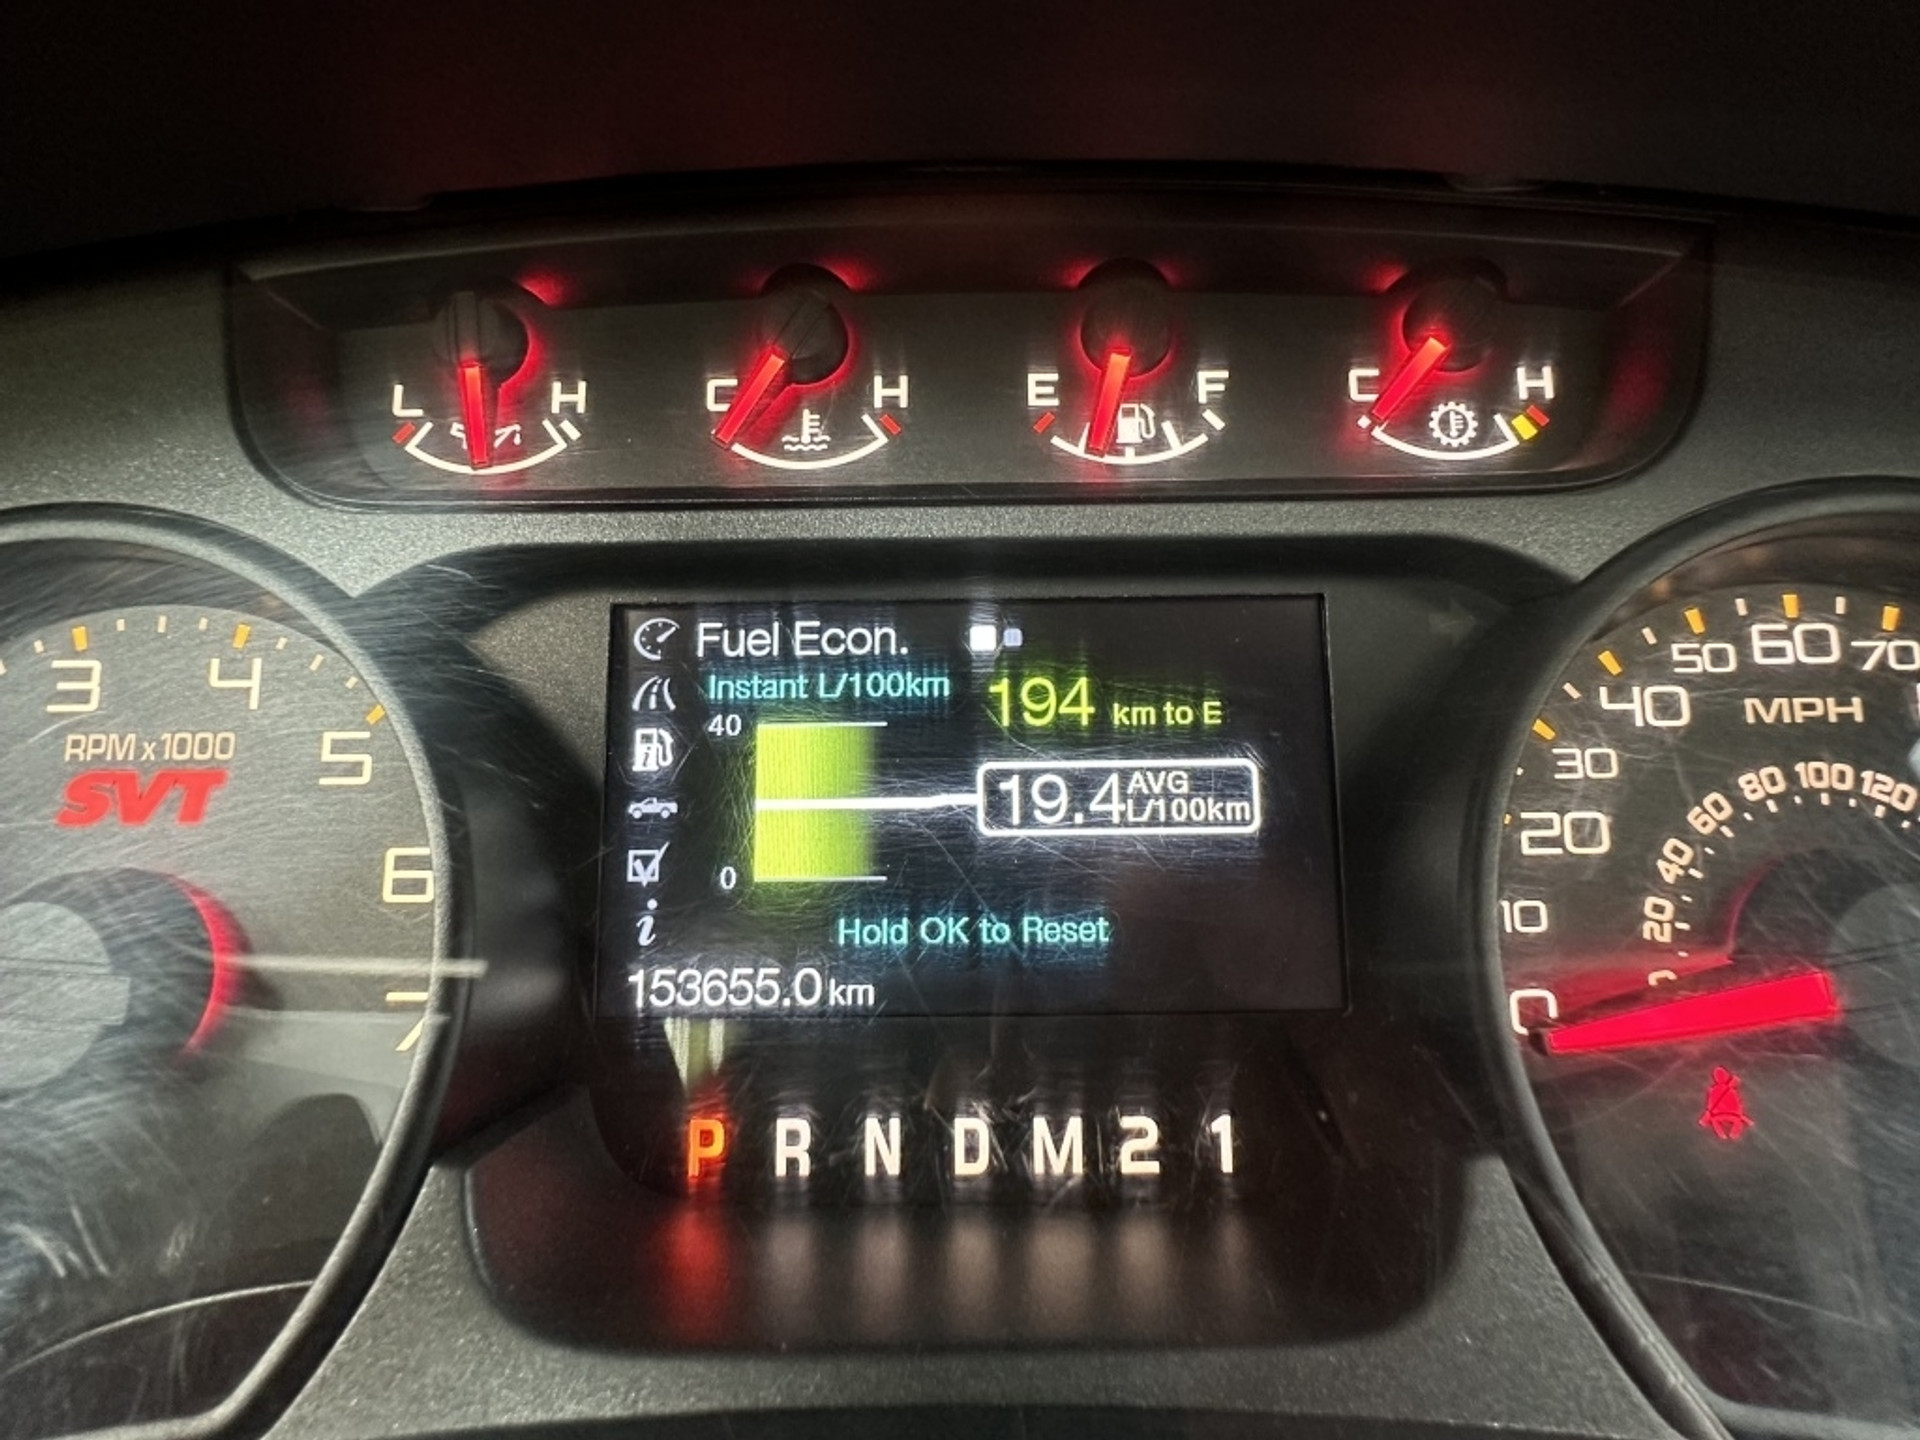 L H C H E F C H
3 4 5 6 7
RPM x1000
SVT
Fuel Econ.
Instant L/100km
194 km to E
40
19.4 AVG L/100km
0
Hold OK to Reset
153655.0 km
P R N D M 2 1
0 10 20 30 40 50 60 70
MPH
20 40 60 80 100 120